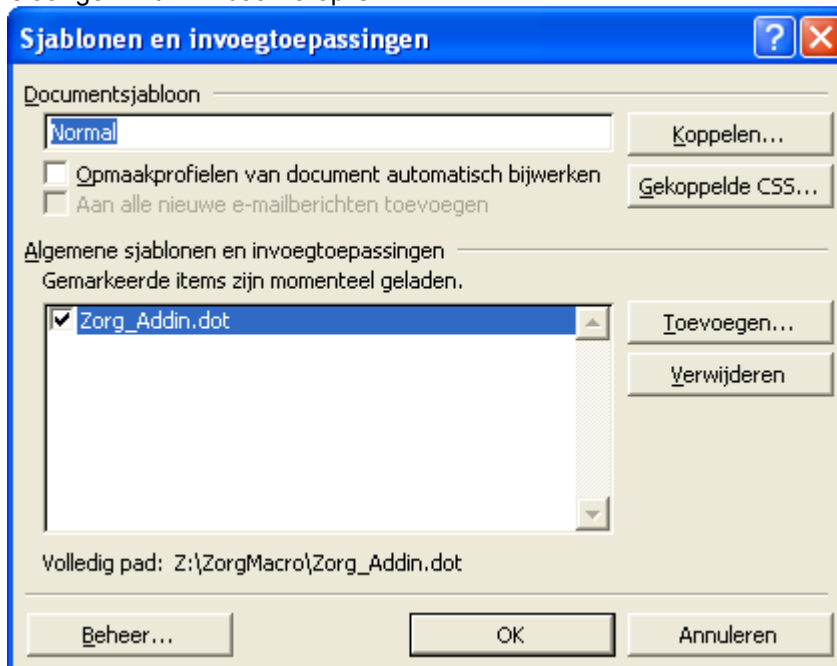 Sjablonen en invoegtoepassingen
Documentsjabloon
Normal
Koppelen...
Opmaakprofielen van document automatisch bijwerken
Gekoppelde CSS...
Aan alle nieuwe e-mailberichten toevoegen
Algemene sjablonen en invoegtoepassingen
Gemarkeerde items zijn momenteel geladen.
Zorg_Addin.dot
Toevoegen...
Verwijderen
Volledig pad: Z:\ZorgMacro\Zorg_Addin.dot
Beheer...
OK
Annuleren